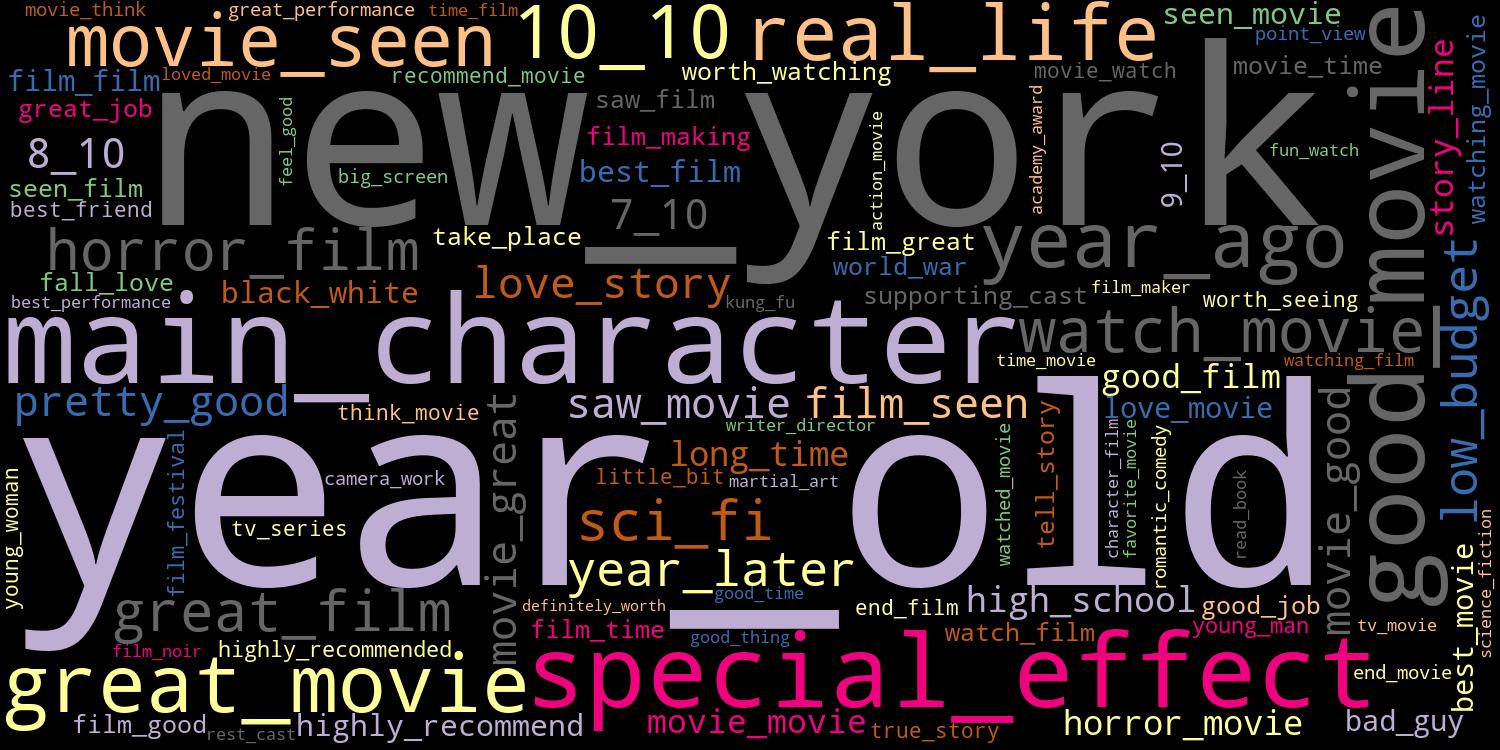 movie_think
great_performance
time_film
10_10
real_life
seen_movie
movie_seen
point_view
good_movie
story_line
watching_movie
film_film
loved_movie
recommend_movie
worth_watching
movie_watch
movie_time
great_job
new_york
feel_good
saw_film
film_making
action_movie
academy_award
8_10
9_10
fun_watch
seen_film
big_screen
best_film
best_friend
7_10
horror_film
take_place
film_great
year_ago
low_budget
fall_love
black_white
love_story
world_war
best_performance
kung_fu
supporting_cast
film_maker
worth_seeing
main_character
watch_movie
time_movie
watching_film
good_film
pretty_good
think_movie
movie_great
saw_movie
film_seen
love_movie
movie_good
writer_director
year_old
film_festival
long_time
watched_movie
tell_story
character_film
favorite_movie
romantic_comedy
read_book
young_woman
camera_work
little_bit
martial_art
tv_series
sci_fi
science_fiction
best_movie
year_later
great_film
good_time
definitely_worth
end_film
high_school
good_job
film_time
good_thing
watch_film
young_man
tv_movie
film_noir
highly_recommended
special_effect
great_movie
end_movie
film_good
rest_cast
highly_recommend
movie_movie
true_story
horror_movie
bad_guy